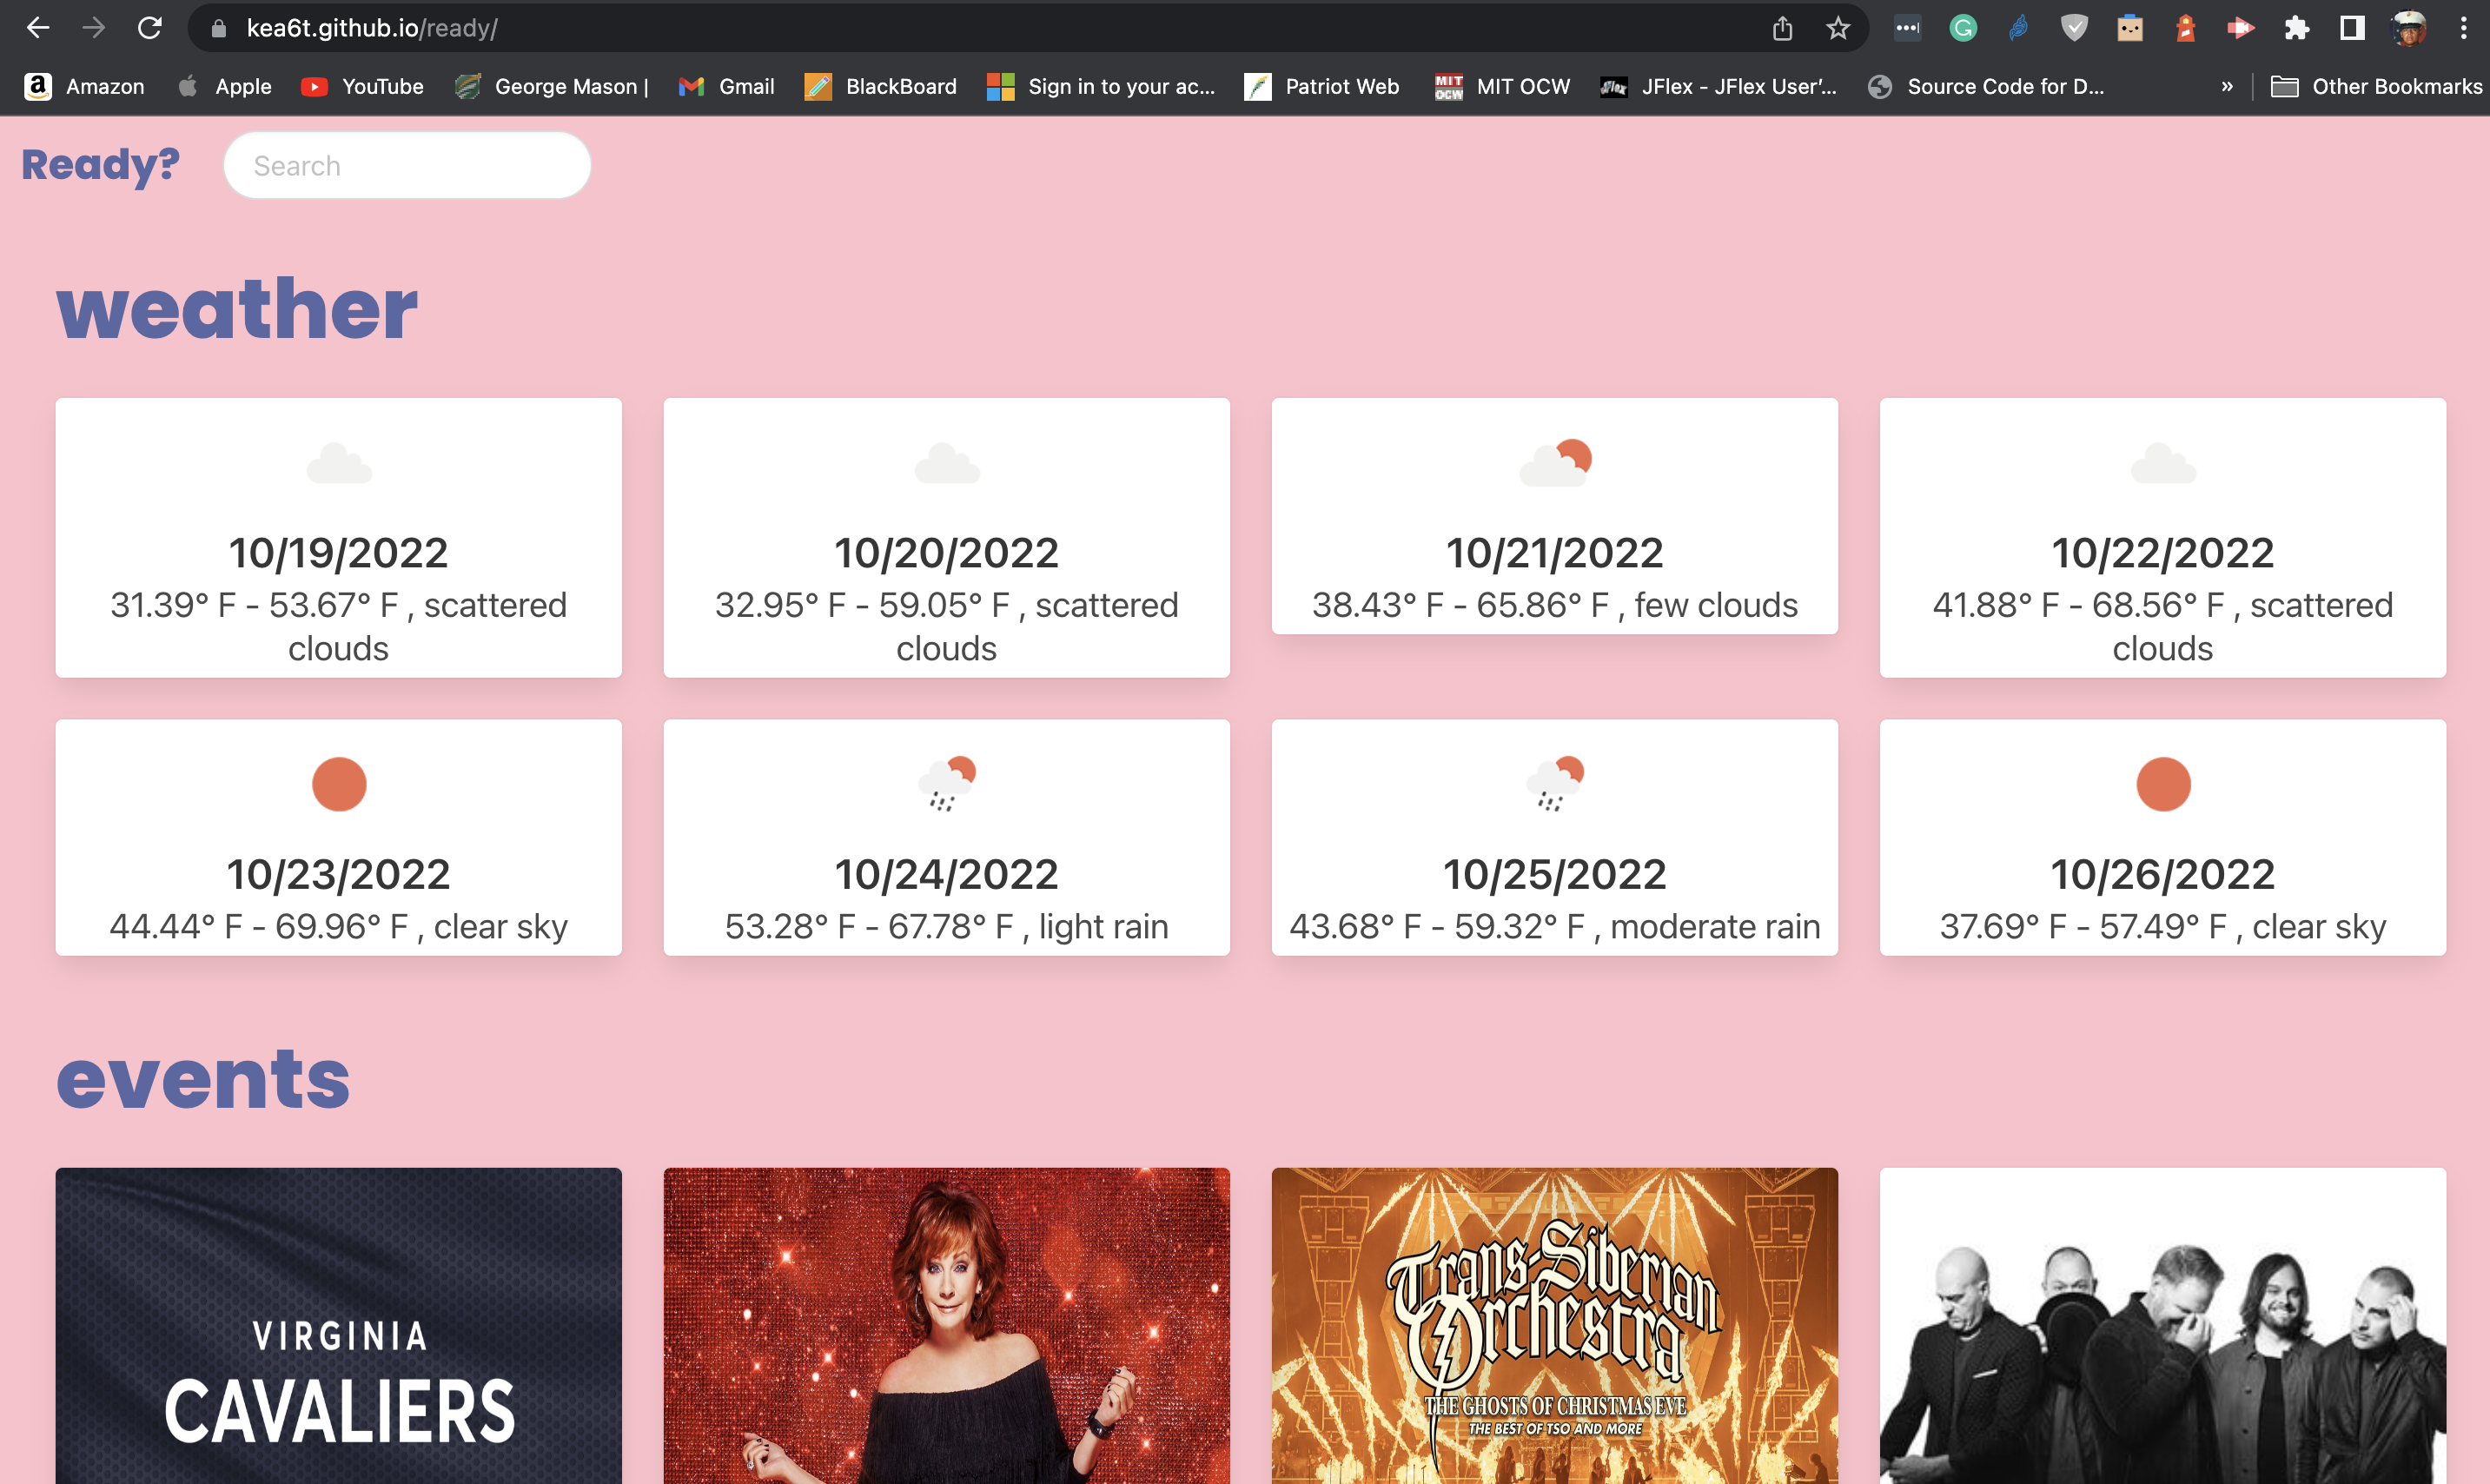 kea6t.github.io/ready/
Amazon Apple YouTube George Mason | Gmail BlackBoard Sign in to your ac... Patriot Web MIT OCW JFlex - JFlex User'... Source Code for D... » Other Bookmarks
Ready? Search
weather
10/19/2022
31.39° F - 53.67° F , scattered
clouds
10/20/2022
32.95° F - 59.05° F , scattered
clouds
10/21/2022
38.43° F - 65.86° F , few clouds
10/22/2022
41.88° F - 68.56° F , scattered
clouds
10/23/2022
44.44° F - 69.96° F , clear sky
10/24/2022
53.28° F - 67.78° F , light rain
10/25/2022
43.68° F - 59.32° F , moderate rain
10/26/2022
37.69° F - 57.49° F , clear sky
events
VIRGINIA
CAVALIERS
Trans-Siberian
Orchestra
THE GHOSTS OF CHRISTMAS EVE
THE BEST OF TSO AND MORE